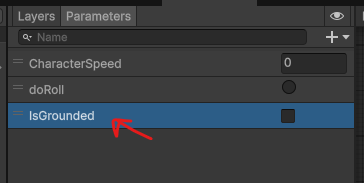 Layers Parameters
Name
CharacterSpeed 0
doRoll
IsGrounded